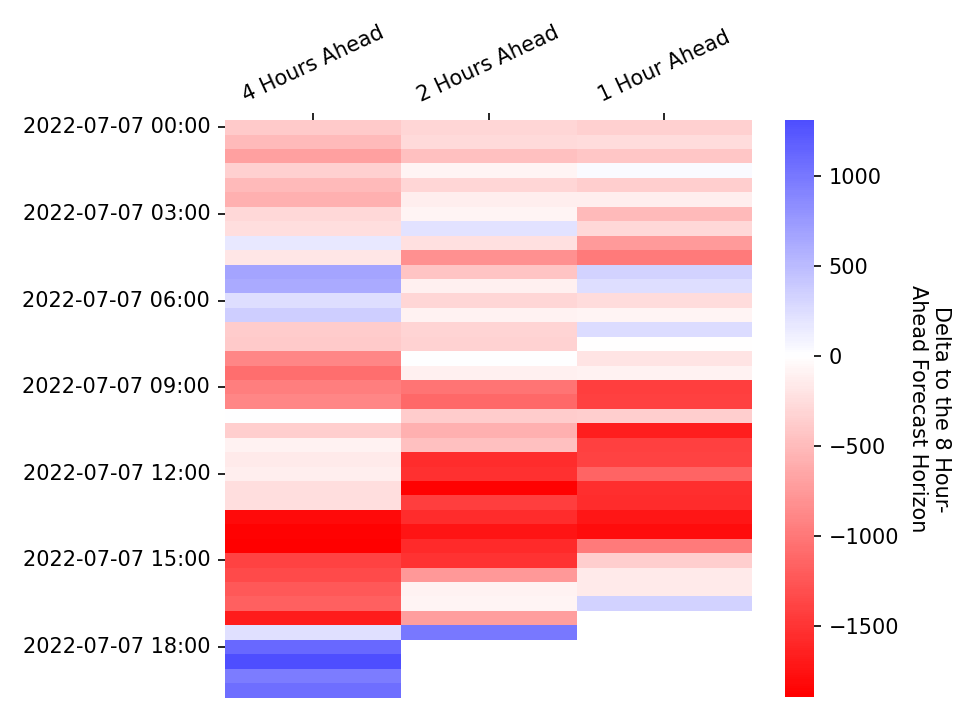 4 Hours Ahead
2 Hours Ahead
1 Hour Ahead
2022-07-07 00:00
2022-07-07 03:00
2022-07-07 06:00
2022-07-07 09:00
2022-07-07 12:00
2022-07-07 15:00
2022-07-07 18:00
1000
500
0
−500
−1000
−1500
Delta to the 8 Hour-
Ahead Forecast Horizon